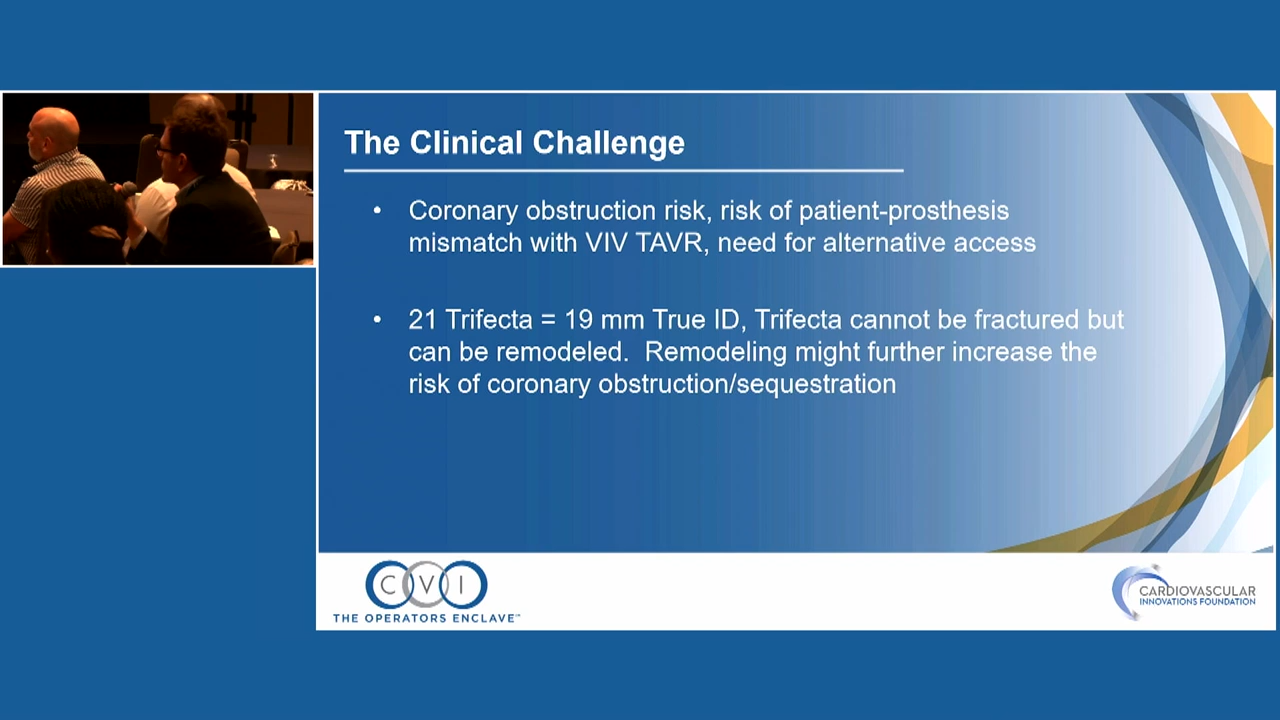 The Clinical Challenge
• Coronary obstruction risk, risk of patient-prosthesis
mismatch with VIV TAVR, need for alternative access
• 21 Trifecta = 19 mm True ID, Trifecta cannot be fractured but
can be remodeled.  Remodeling might further increase the
risk of coronary obstruction/sequestration
CVI
THE OPERATORS ENCLAVE™
CARDIOVASCULAR
INNOVATIONS FOUNDATION